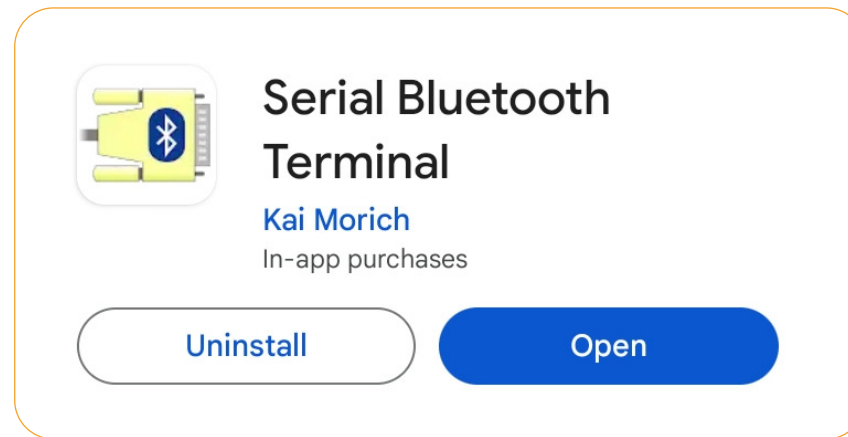 Serial Bluetooth
Terminal
Kai Morich
In-app purchases
Uninstall
Open